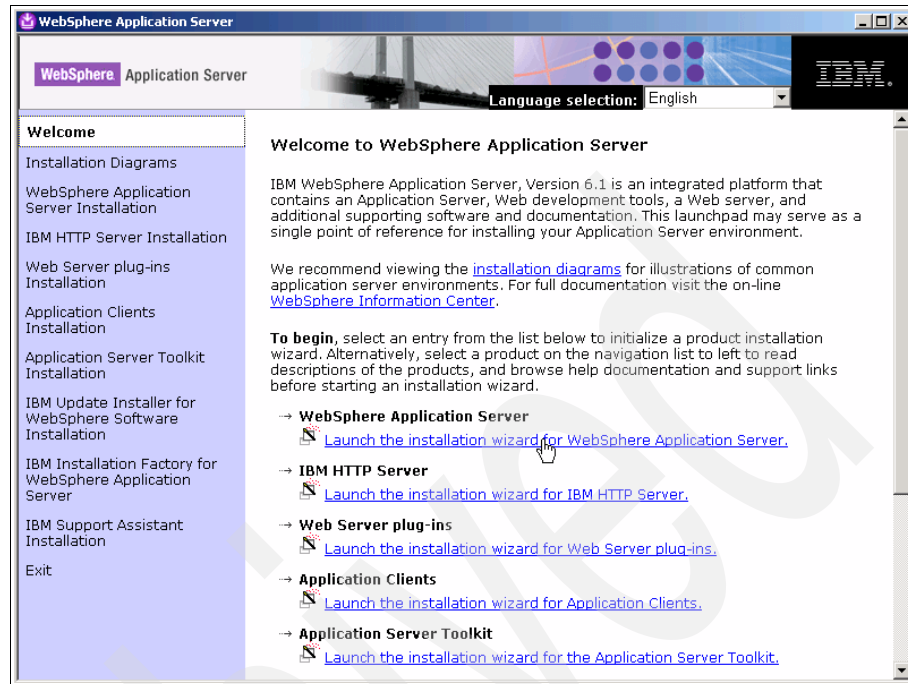 WebSphere Application Server
WebSphere. Application Server
IBM.
Language selection: English
Welcome
Installation Diagrams
WebSphere Application
Server Installation
IBM HTTP Server Installation
Web Server plug-ins
Installation
Application Clients
Installation
Application Server Toolkit
Installation
IBM Update Installer for
WebSphere Software
Installation
IBM Installation Factory for
WebSphere Application
Server
IBM Support Assistant
Installation
Exit
Welcome to WebSphere Application Server
IBM WebSphere Application Server, Version 6.1 is an integrated platform that
contains an Application Server, Web development tools, a Web server, and
additional supporting software and documentation. This launchpad may serve as a
single point of reference for installing your Application Server environment.
We recommend viewing the installation diagrams for illustrations of common
application server environments. For full documentation visit the on-line
WebSphere Information Center.
To begin, select an entry from the list below to initialize a product installation
wizard. Alternatively, select a product on the navigation list to left to read
descriptions of the products, and browse help documentation and support links
before starting an installation wizard.
→ WebSphere Application Server
Launch the installation wizard for WebSphere Application Server.
→ IBM HTTP Server
Launch the installation wizard for IBM HTTP Server.
→ Web Server plug-ins
Launch the installation wizard for Web Server plug-ins.
→ Application Clients
Launch the installation wizard for Application Clients.
→ Application Server Toolkit
Launch the installation wizard for the Application Server Toolkit.